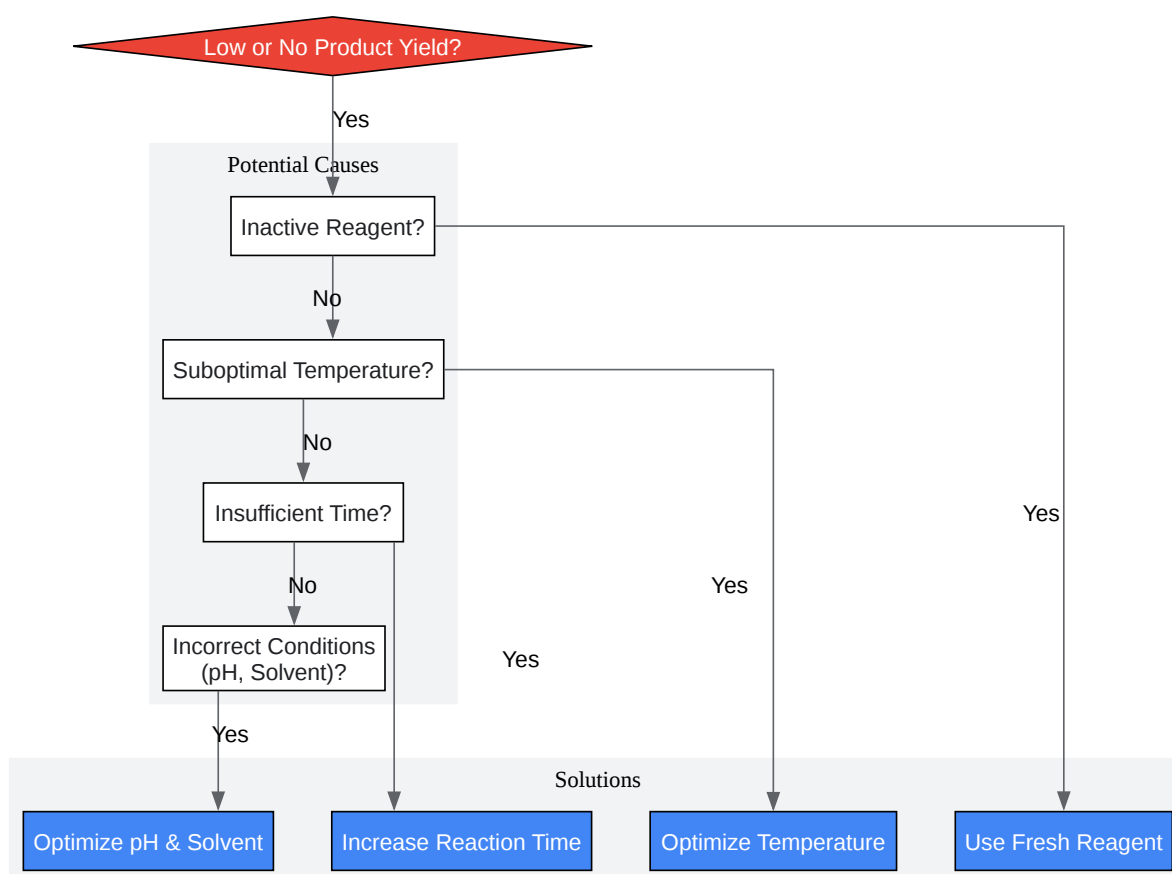 Low or No Product Yield?
Yes
Potential Causes
Inactive Reagent?
No
Suboptimal Temperature?
No
Insufficient Time?
Yes
No
Yes
Incorrect Conditions
(pH, Solvent)?
Yes
Yes
Solutions
Optimize pH & Solvent
Increase Reaction Time
Optimize Temperature
Use Fresh Reagent